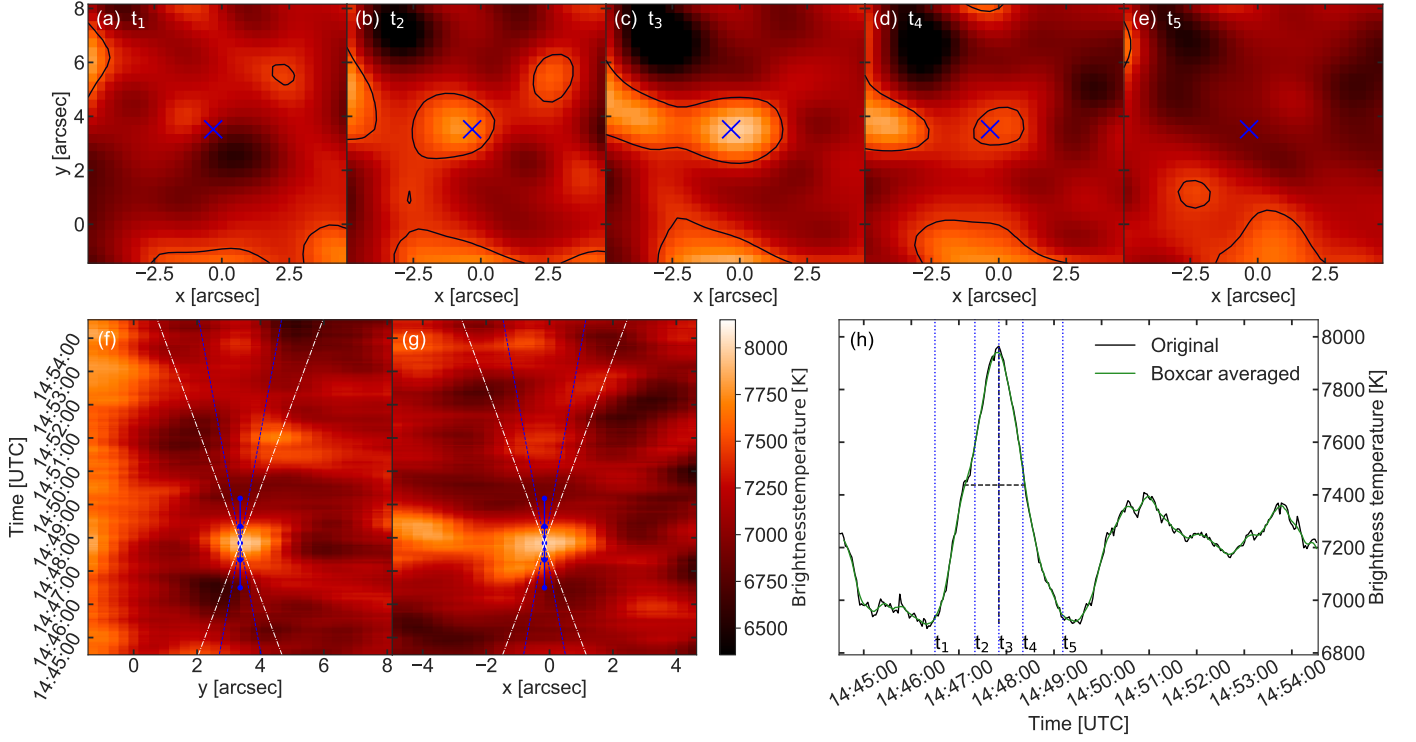 (a) t₁
(b) t₂
(c) t₃
(d) t₄
(e) t₅
8
6
4
2
0
y [arcsec]
−2.5 0.0 2.5
−2.5 0.0 2.5
−2.5 0.0 2.5
−2.5 0.0 2.5
−2.5 0.0 2.5
x [arcsec]
x [arcsec]
x [arcsec]
x [arcsec]
x [arcsec]
(f)
(g)
14:54:00
14:53:00
14:52:00
14:51:00
14:50:00
14:49:00
14:48:00
14:47:00
14:46:00
14:45:00
Time [UTC]
0 2 4 6 8
y [arcsec]
−4 −2 0 2 4
x [arcsec]
8000
7750
7500
7250
7000
6750
6500
Brightnesstemperature [K]
(h)
Original
Boxcar averaged
t₁ t₂ t₃ t₄ t₅
8000
7800
7600
7400
7200
7000
6800
Brightness temperature [K]
14:45:00 14:46:00 14:47:00 14:48:00 14:49:00 14:50:00 14:51:00 14:52:00 14:53:00 14:54:00
Time [UTC]